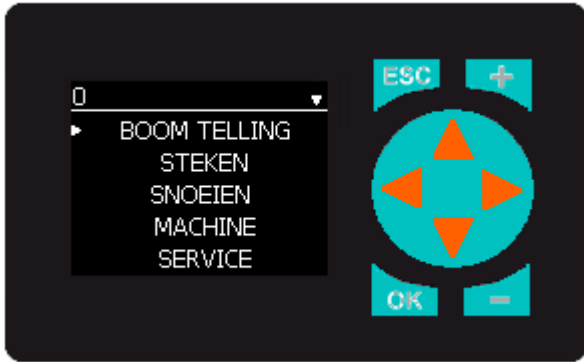 0
BOOM TELLING
STEKEN
SNOEIEN
MACHINE
SERVICE
ESC +
OK -